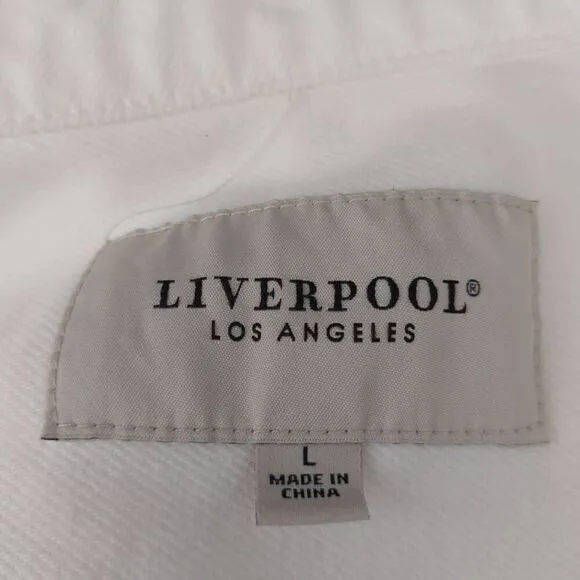 LIVERPOOL®
LOS ANGELES
L
MADE IN
CHINA